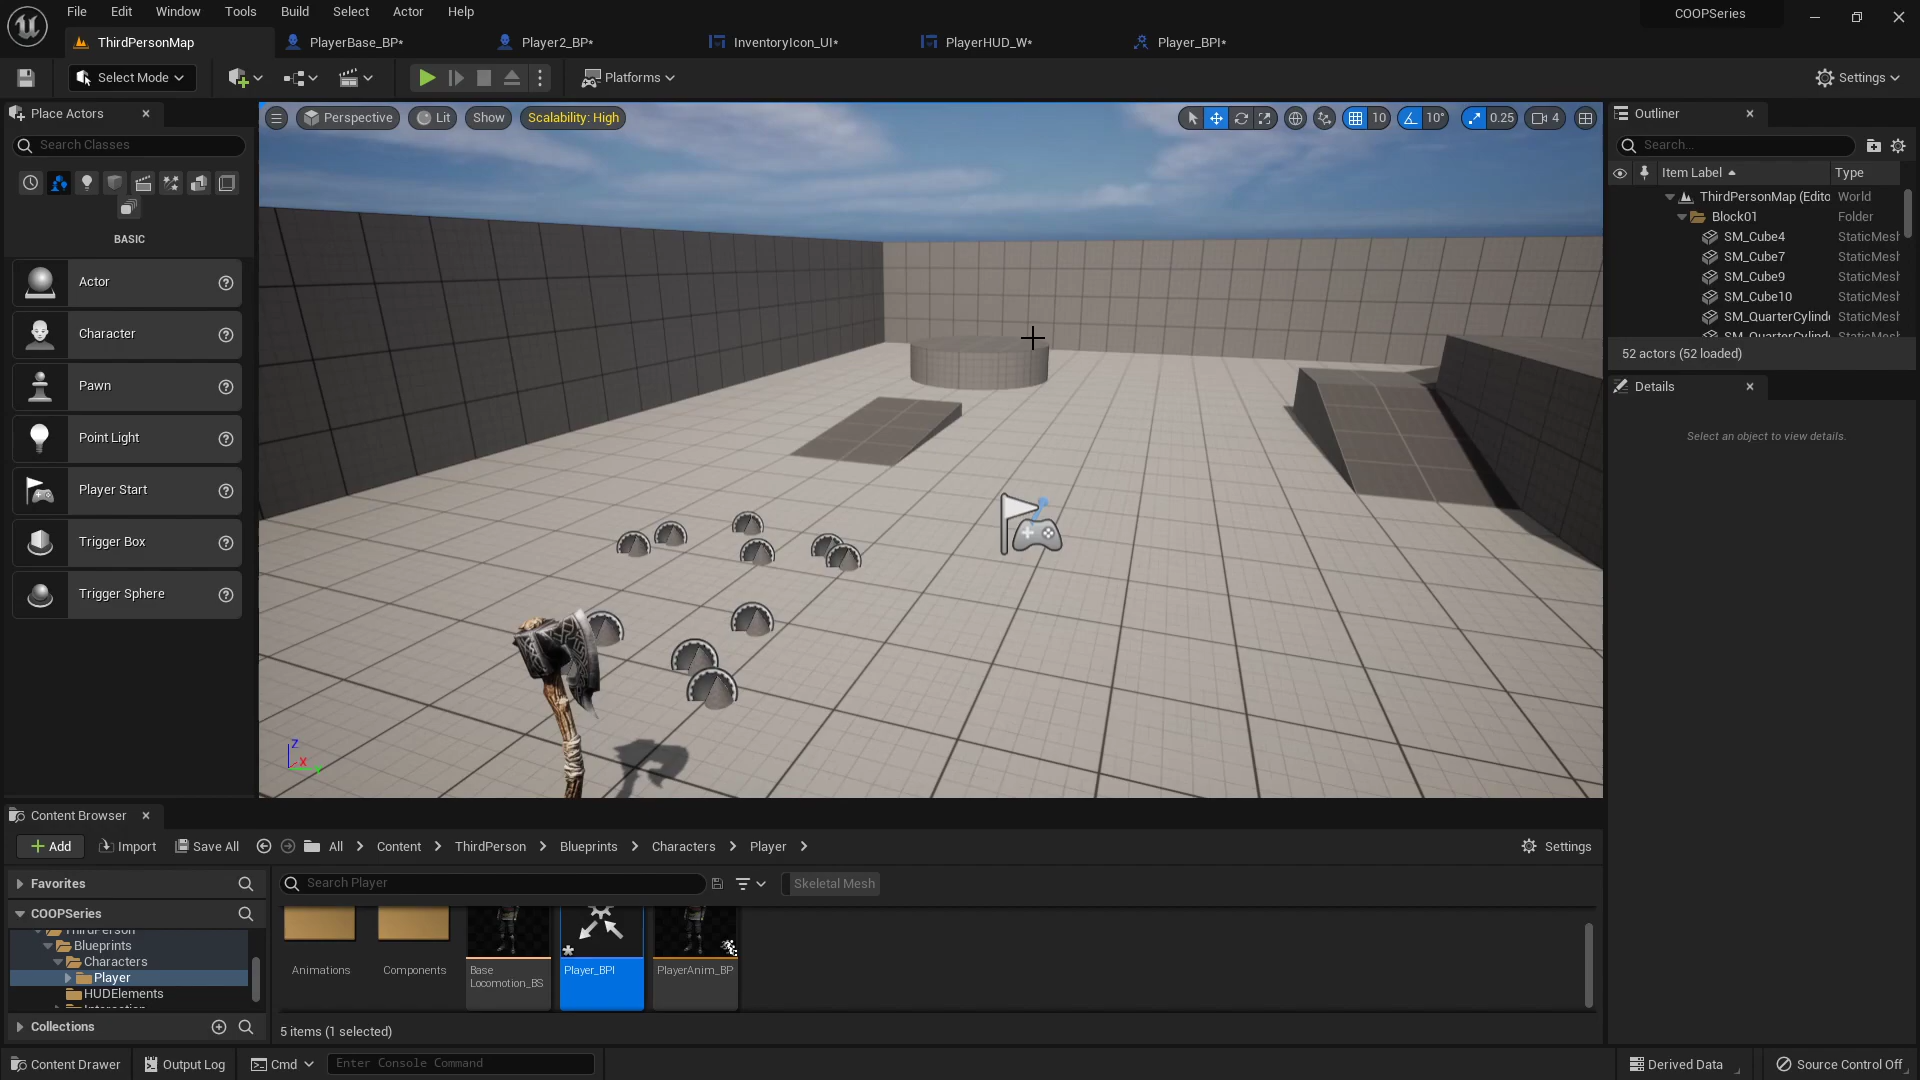 File Edit Window Tools Build Select Actor Help
COOPSeries
ThirdPersonMap PlayerBase_BP* Player2_BP* InventoryIcon_UI* PlayerHUD_W* Player_BPI*
Select Mode Platforms Settings
Place Actors
Search Classes
BASIC
Actor
Character
Pawn
Point Light
Player Start
Trigger Box
Trigger Sphere
Perspective Lit Show Scalability: High 10 10° 0.25 4
Z
X
Outliner
Search...
Item Label Type
ThirdPersonMap (Edito World
Block01 Folder
SM_Cube4 StaticMesh
SM_Cube7 StaticMesh
SM_Cube9 StaticMesh
SM_Cube10 StaticMesh
SM_QuarterCylinde StaticMesh
SM_QuarterCylinde StaticMesh
52 actors (52 loaded)
Details
Select an object to view details.
Content Browser
Add Import Save All All Content ThirdPerson Blueprints Characters Player Settings
Favorites
Search Player
Skeletal Mesh
COOPSeries
ThirdPerson
Blueprints
Characters
Player
HUDElements
Collections
Animations Components Base Locomotion_BS Player_BPI PlayerAnim_BP
5 items (1 selected)
Content Drawer Output Log Cmd Enter Console Command Derived Data Source Control Off